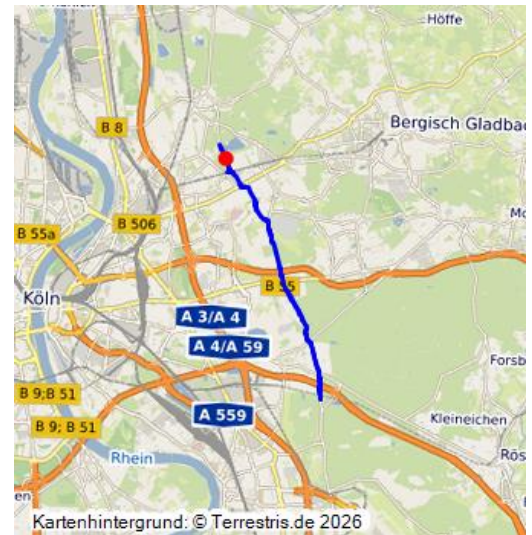 Höffe
B 8
Bergisch Gladbac
B 506
B 55a
B 55
Köln
A 3/A 4
A 4/A 59
Forsb
B 9;B 51
A 559
Kleineichen
B 9; B 51
Rös
Rhein
Kartenhintergrund: © Terrestris.de 2026